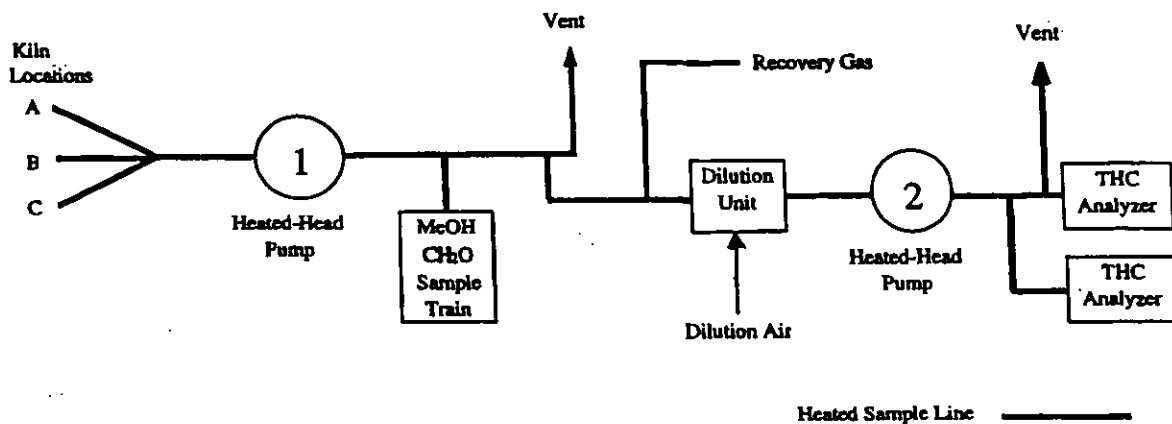 Kiln
Locations
A
B
C
1
Heated-Head
Pump
MeOH
CH₂O
Sample
Train
Vent
Recovery Gas
Dilution
Unit
Dilution Air
2
Heated-Head
Pump
Vent
THC
Analyzer
THC
Analyzer
Heated Sample Line